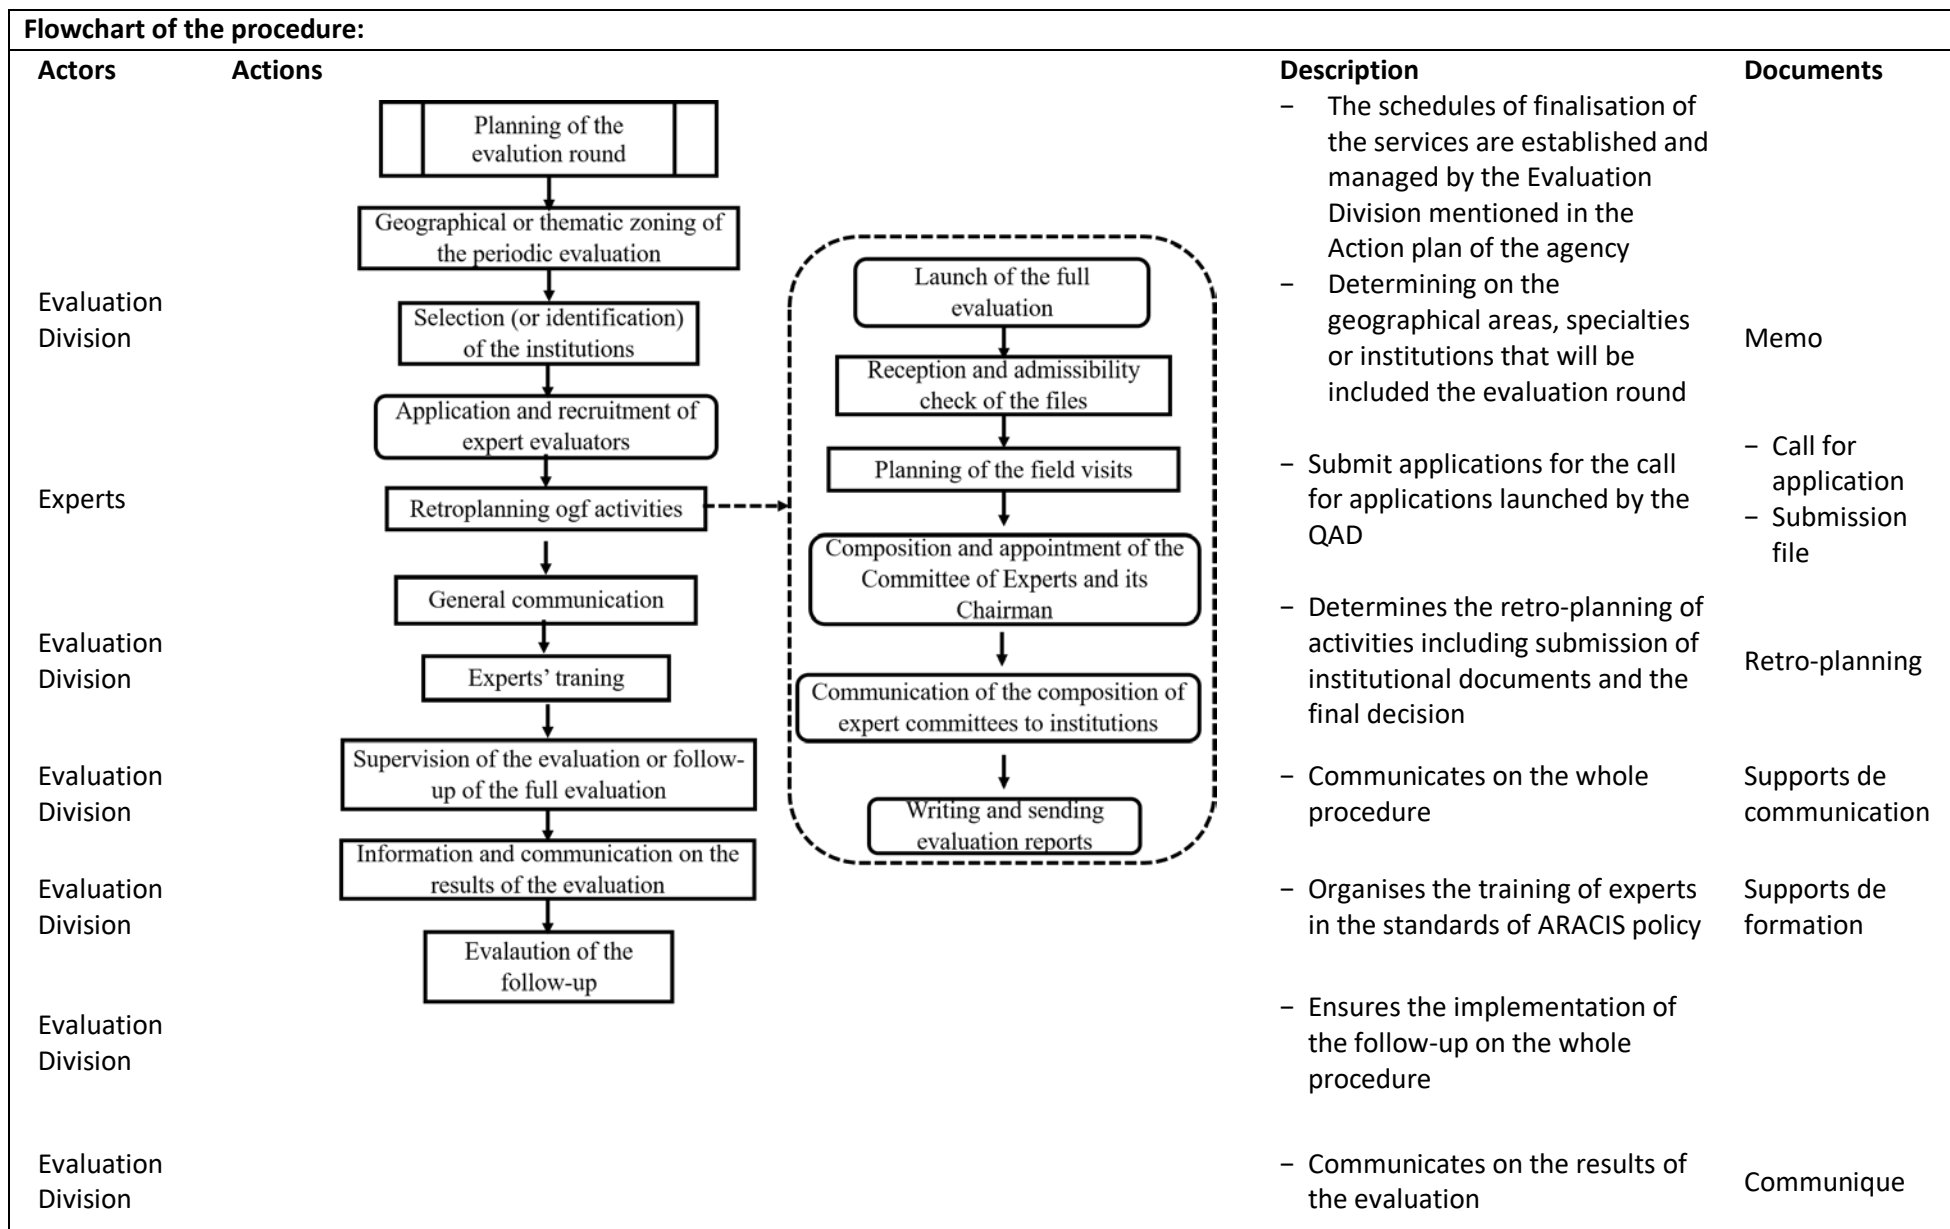 Flowchart of the procedure:
Actors
Actions
Description
Documents
Planning of the
evalution round
Geographical or thematic zoning of
the periodic evaluation
Selection (or identification)
of the institutions
Application and recruitment of
expert evaluators
Retroplanning ogf activities
General communication
Experts’ traning
Supervision of the evaluation or follow-
up of the full evaluation
Information and communication on the
results of the evaluation
Evalaution of the
follow-up
Launch of the full
evaluation
Reception and admissibility
check of the files
Planning of the field visits
Composition and appointment of the
Committee of Experts and its
Chairman
Communication of the composition of
expert committees to institutions
Writing and sending
evaluation reports
Evaluation
Division
− The schedules of finalisation of
the services are established and
managed by the Evaluation
Division mentioned in the
Action plan of the agency
− Determining on the
geographical areas, specialties
or institutions that will be
included the evaluation round
Memo
Experts
− Submit applications for the call
for applications launched by the
QAD
− Call for
application
− Submission
file
Evaluation
Division
− Determines the retro-planning of
activities including submission of
institutional documents and the
final decision
Retro-planning
Evaluation
Division
− Communicates on the whole
procedure
Supports de
communication
Evaluation
Division
− Organises the training of experts
in the standards of ARACIS policy
Supports de
formation
Evaluation
Division
− Ensures the implementation of
the follow-up on the whole
procedure
Evaluation
Division
− Communicates on the results of
the evaluation
Communique